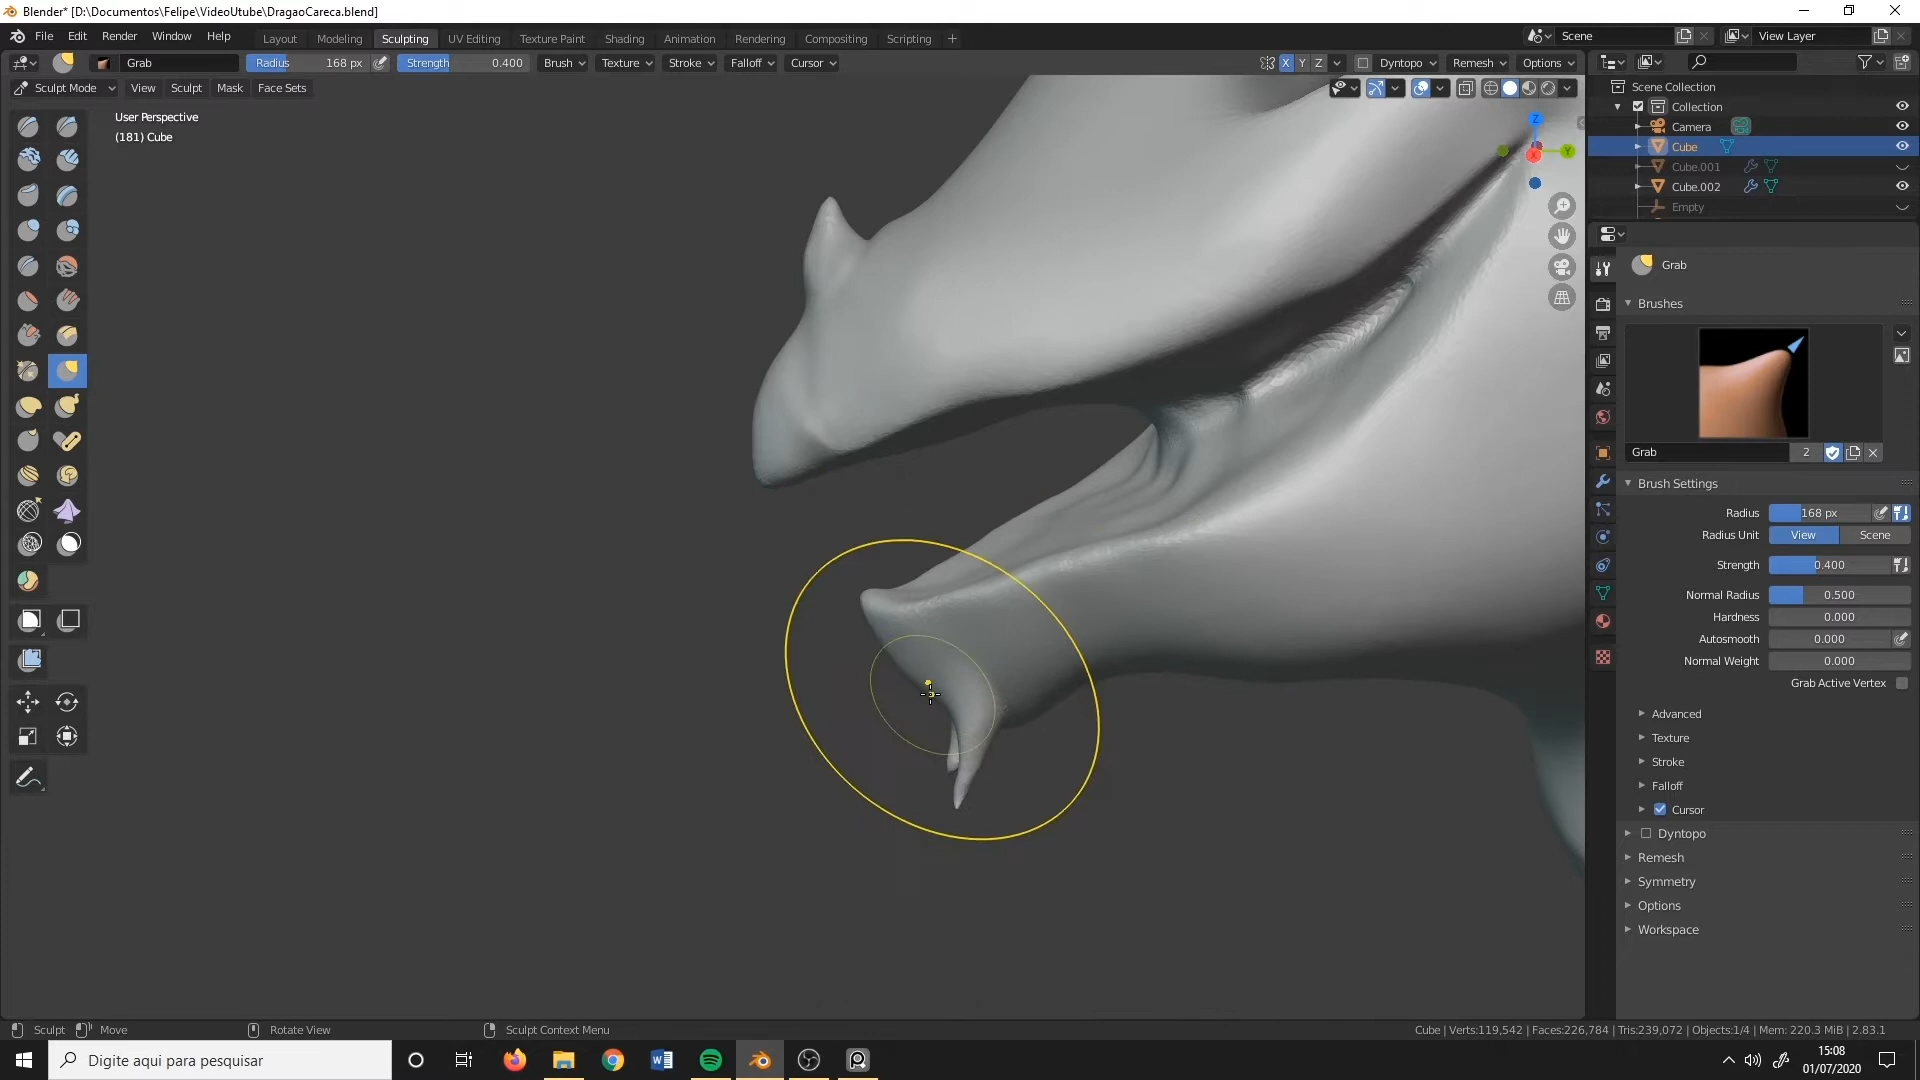 Blender* [D:\Documentos\Felipe\VideoUtube\DragaoCareca.blend]
File Edit Render Window Help Layout Modeling Sculpting UV Editing Texture Paint Shading Animation Rendering Compositing Scripting + Scene View Layer
Grab Radius 168 px Strength 0.400 Brush Texture Stroke Falloff Cursor X Y Z Dyntopo Remesh Options
Sculpt Mode View Sculpt Mask Face Sets
User Perspective
(181) Cube
Z
Y
X
Scene Collection
Collection
Camera
Cube
Cube.001
Cube.002
Empty
Grab
Brushes
Grab 2
Brush Settings
Radius 168 px
Radius Unit View Scene
Strength 0.400
Normal Radius 0.500
Hardness 0.000
Autosmooth 0.000
Normal Weight 0.000
Grab Active Vertex
Advanced
Texture
Stroke
Falloff
Cursor
Dyntopo
Remesh
Symmetry
Options
Workspace
Sculpt Move Rotate View Sculpt Context Menu Cube | Verts:119,542 | Faces:226,784 | Tris:239,072 | Objects:1/4 | Mem: 220.3 MiB | 2.83.1
Digite aqui para pesquisar
15:08
01/07/2020